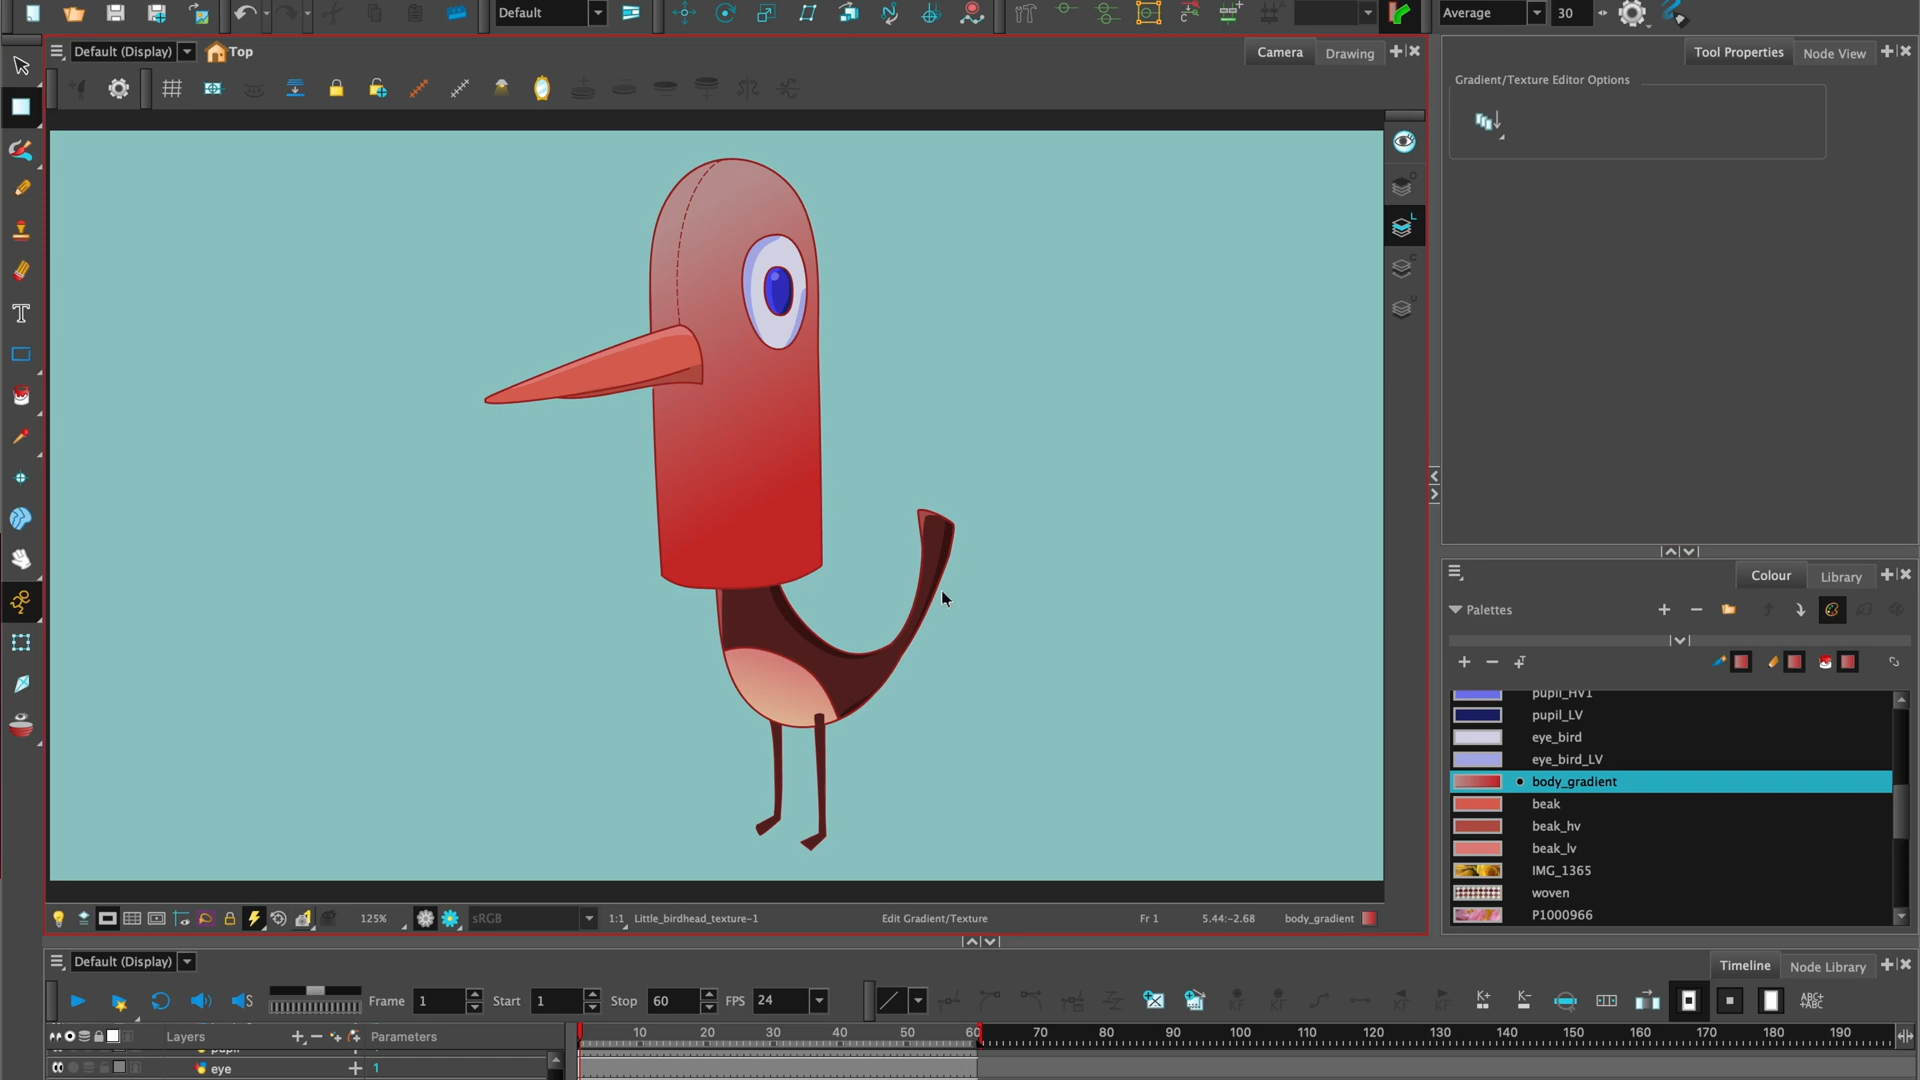 Default
Average
30
Default (Display)
Top
Camera
Drawing
Tool Properties
Node View
Gradient/Texture Editor Options
Colour
Library
Palettes
pupil_HV1
pupil_LV
eye_bird
eye_bird_LV
body_gradient
beak
beak_hv
beak_lv
IMG_1365
woven
P1000966
125%
sRGB
1:1
Little_birdhead_texture-1
Edit Gradient/Texture
Fr 1
5.44:-2.68
body_gradient
Default (Display)
Timeline
Node Library
Frame 1
Start 1
Stop 60
FPS 24
Layers
Parameters
10 20 30 40 50 60 70 80 90 100 110 120 130 140 150 160 170 180 190
pupil
eye
1